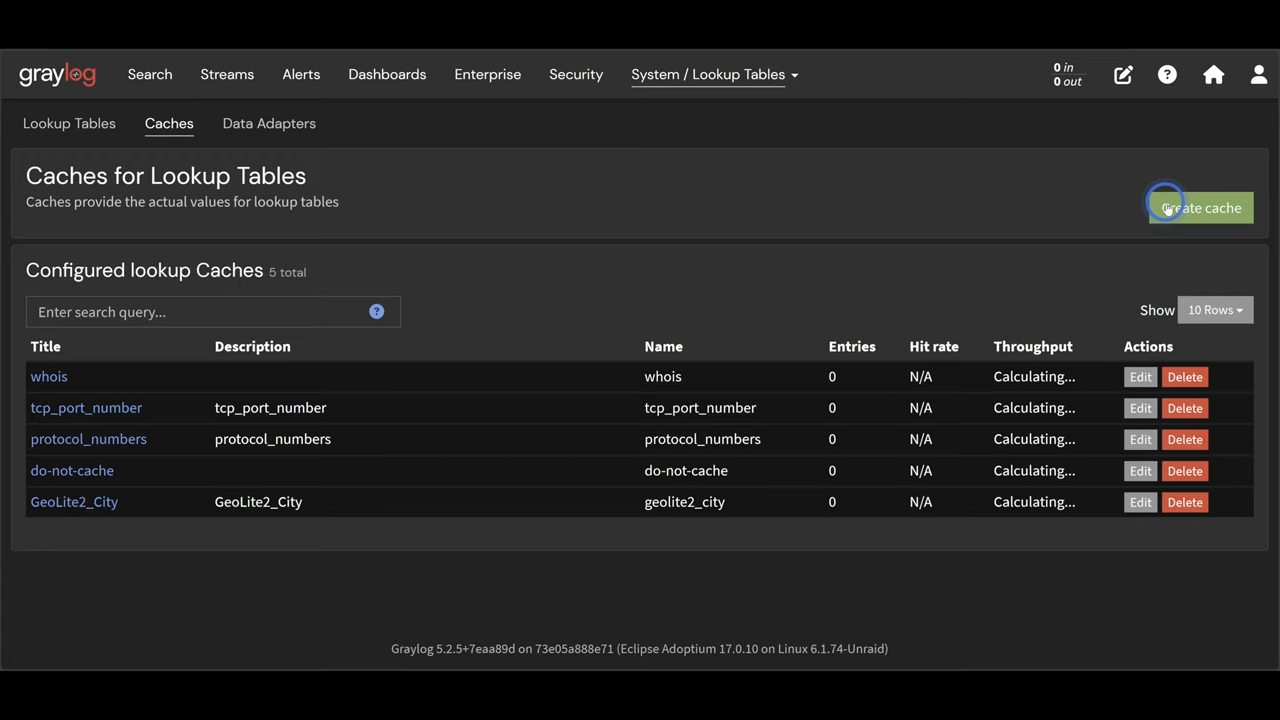 graylog Search Streams Alerts Dashboards Enterprise Security System / Lookup Tables 0 in
0 out
Lookup Tables Caches Data Adapters
Caches for Lookup Tables
Caches provide the actual values for lookup tables
Create cache
Configured lookup Caches 5 total
Enter search query... ? Show 10 Rows
Title Description Name Entries Hit rate Throughput Actions
whois whois 0 N/A Calculating... Edit Delete
tcp_port_number tcp_port_number tcp_port_number 0 N/A Calculating... Edit Delete
protocol_numbers protocol_numbers protocol_numbers 0 N/A Calculating... Edit Delete
do-not-cache do-not-cache 0 N/A Calculating... Edit Delete
GeoLite2_City GeoLite2_City geolite2_city 0 N/A Calculating... Edit Delete
Graylog 5.2.5+7eaa89d on 73e05a888e71 (Eclipse Adoptium 17.0.10 on Linux 6.1.74-Unraid)